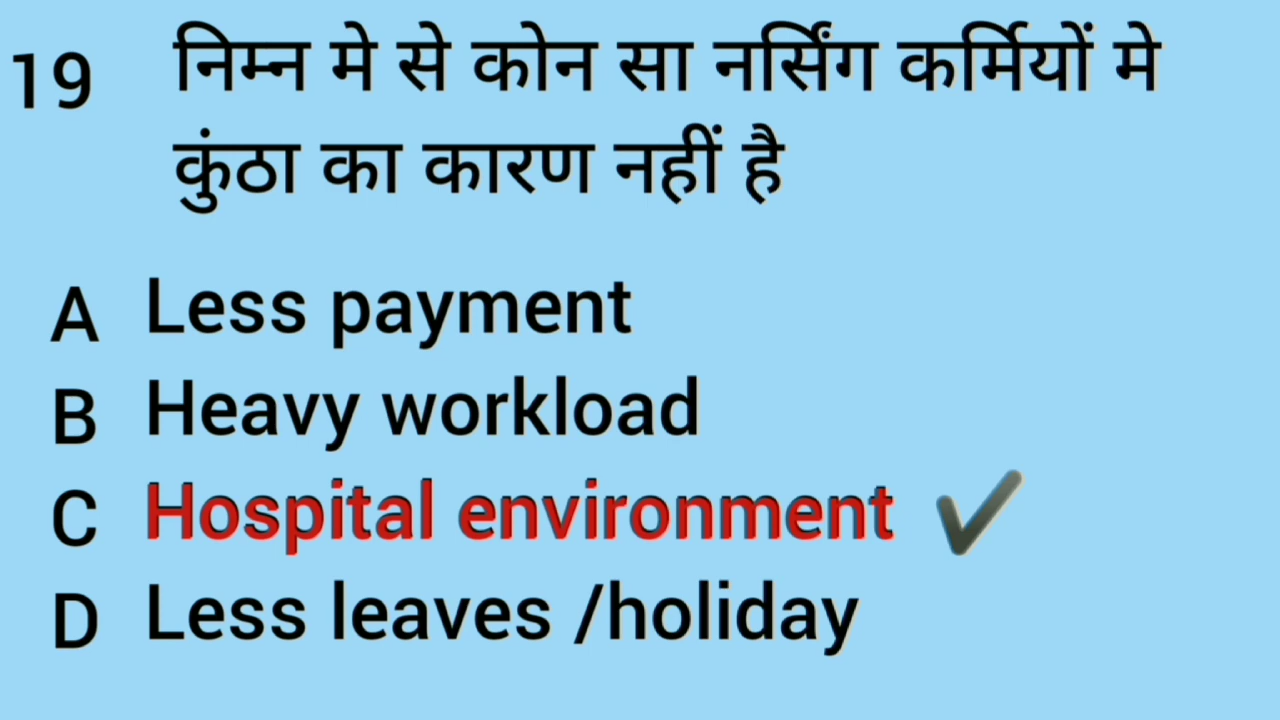 19 निम्न मे से कोन सा नर्सिंग कर्मियों मे
कुंठा का कारण नहीं है
A Less payment
B Heavy workload
C Hospital environment ✔
D Less leaves /holiday